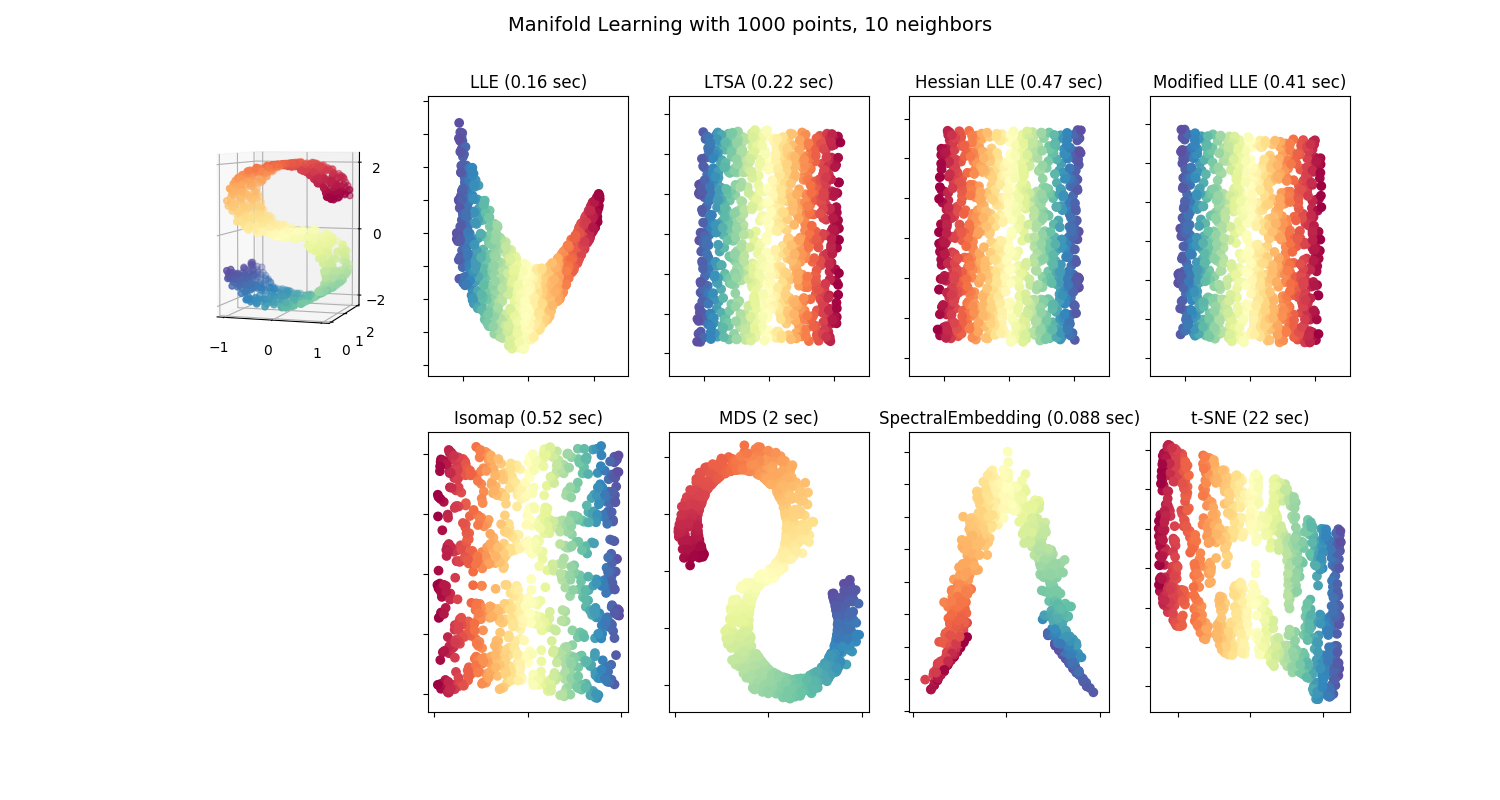 Manifold Learning with 1000 points, 10 neighbors
LLE (0.16 sec)
LTSA (0.22 sec)
Hessian LLE (0.47 sec)
Modified LLE (0.41 sec)
2
0
−2
−1
0
1
0
1
2
Isomap (0.52 sec)
MDS (2 sec)
SpectralEmbedding (0.088 sec)
t-SNE (22 sec)